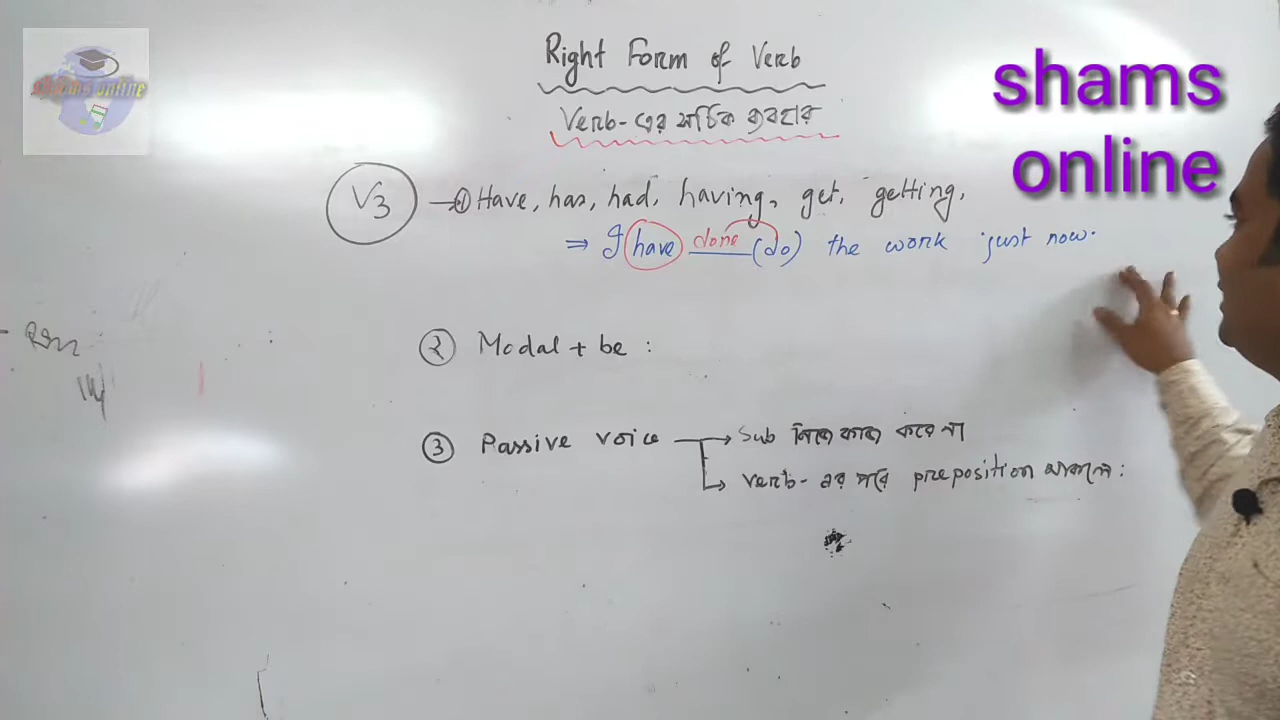 Right Form of Verb
Verb-এর সঠিক ব্যবহার
V3 → ① Have, has, had, having, get, getting,
⇒ I have done (do) the work just now.
② Modal + be :
③ Passive voice → Sub নিজে কাজ করে না
→ verb- এর পরে preposition থাকলে :
shams
online
shams online